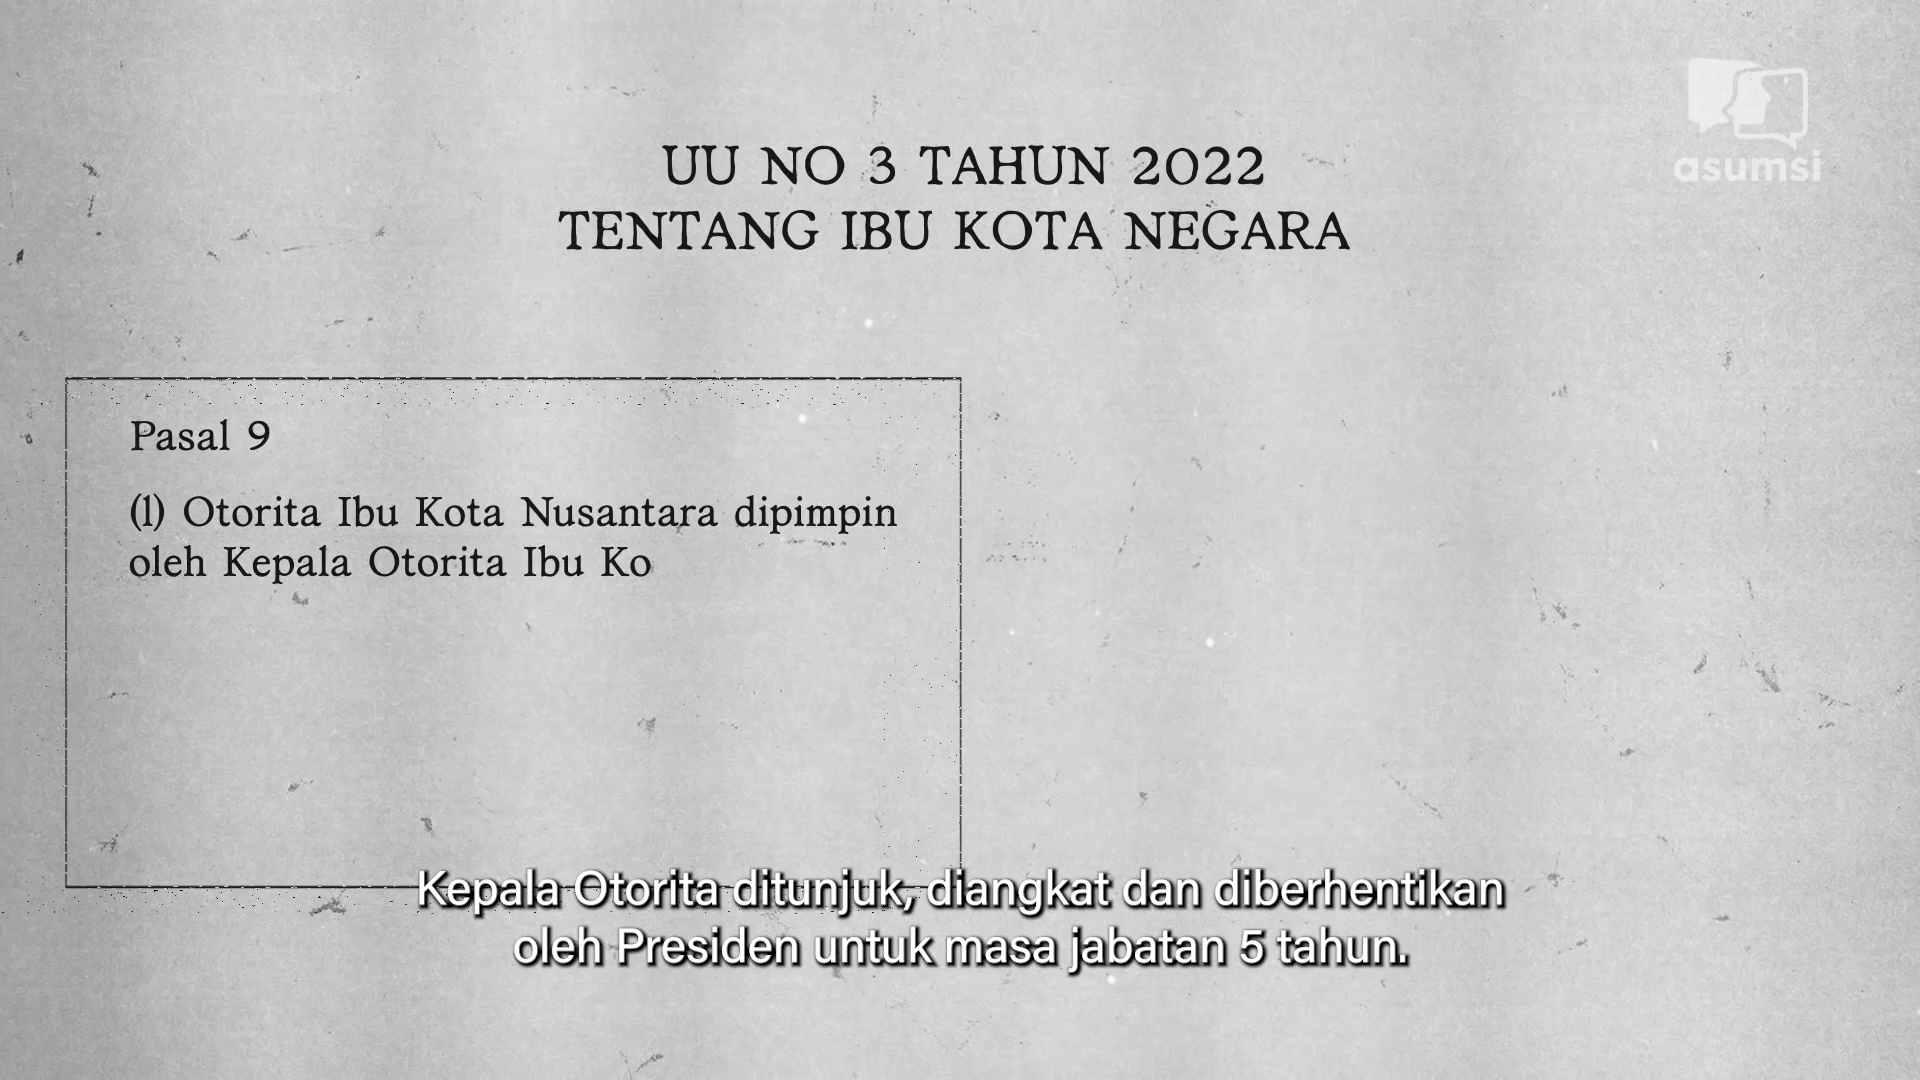 asumsi
UU NO 3 TAHUN 2022
TENTANG IBU KOTA NEGARA
Pasal 9
(1) Otorita Ibu Kota Nusantara dipimpin
oleh Kepala Otorita Ibu Ko
Kepala Otorita ditunjuk, diangkat dan diberhentikan
oleh Presiden untuk masa jabatan 5 tahun.